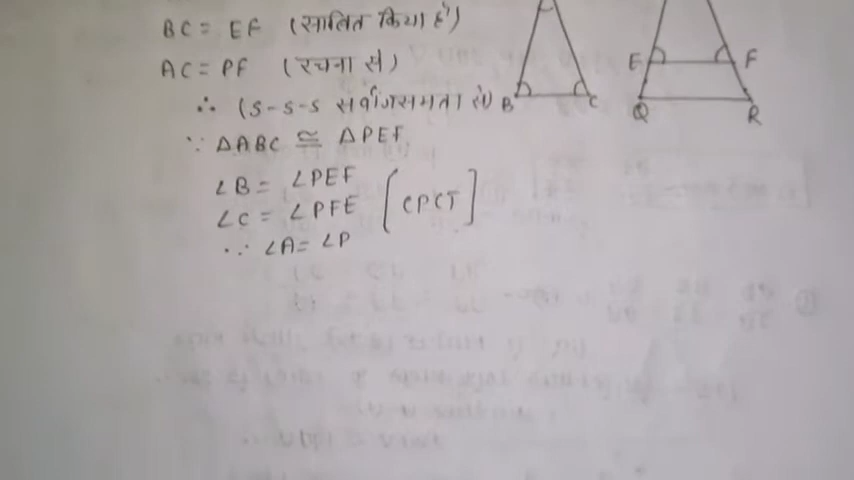 BC = EF (साबित किया है)
AC = PF (रचना से)
∴ (S-S-S सर्वांगसमता से)
∵ ΔABC ≅ ΔPEF
∠B = ∠PEF
∠C = ∠PFE [CPCT]
∵ ∠A = ∠P
B C
E F
Q R